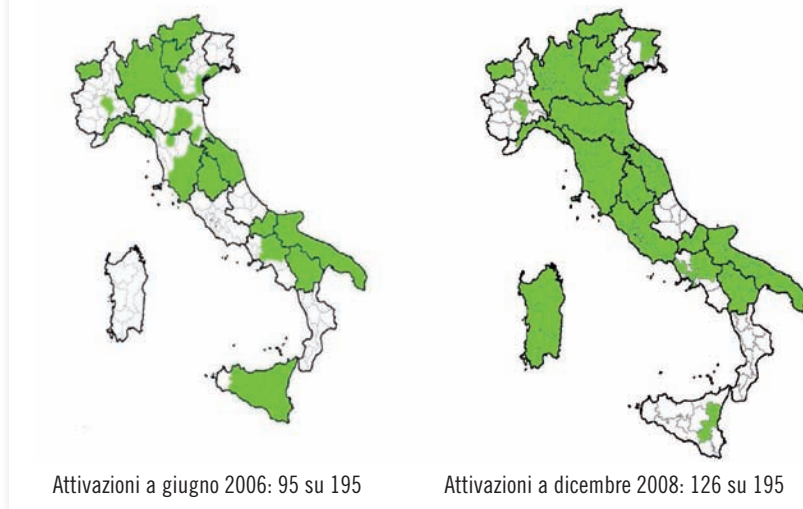 Attivazioni a giugno 2006: 95 su 195
Attivazioni a dicembre 2008: 126 su 195